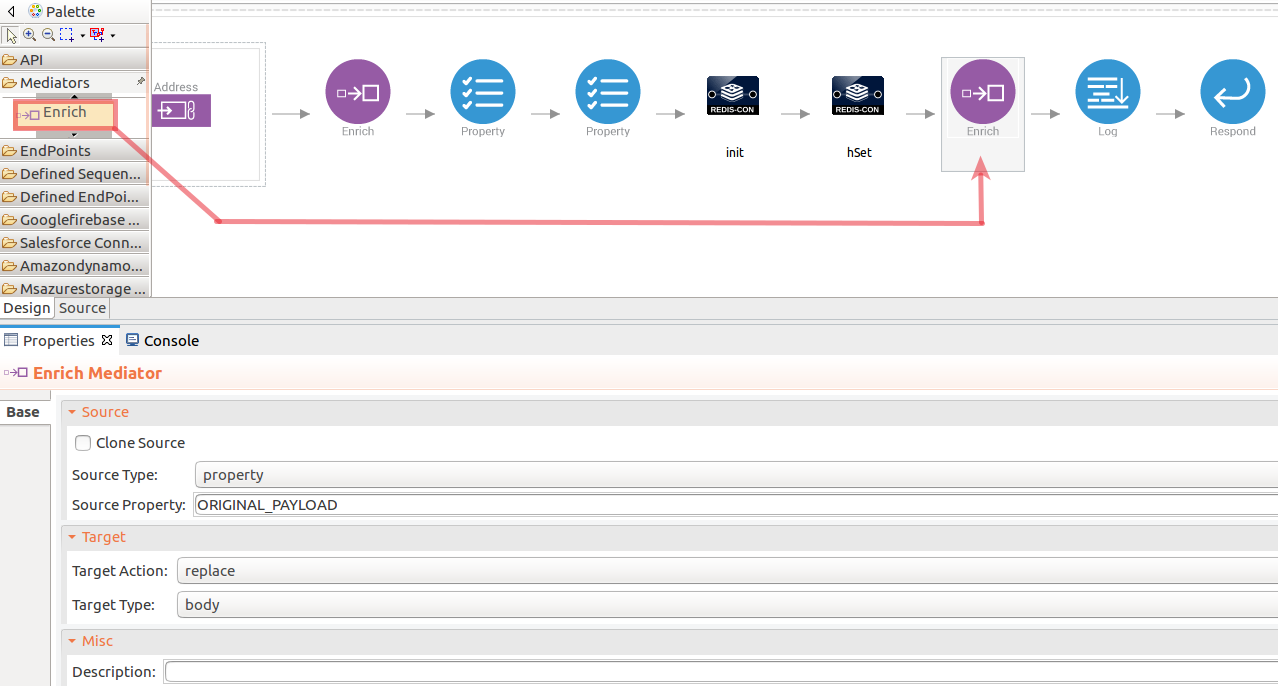 Palette
API
Mediators
Enrich
EndPoints
Defined Sequen...
Defined EndPoi...
Googlefirebase ...
Salesforce Conn...
Amazondynamo...
Msazurestorage ...
Address
Enrich
Property
Property
REDIS-CON
init
REDIS-CON
hSet
Enrich
Log
Respond
Design Source
Properties Console
Enrich Mediator
Base
Source
Clone Source
Source Type: property
Source Property: ORIGINAL_PAYLOAD
Target
Target Action: replace
Target Type: body
Misc
Description: